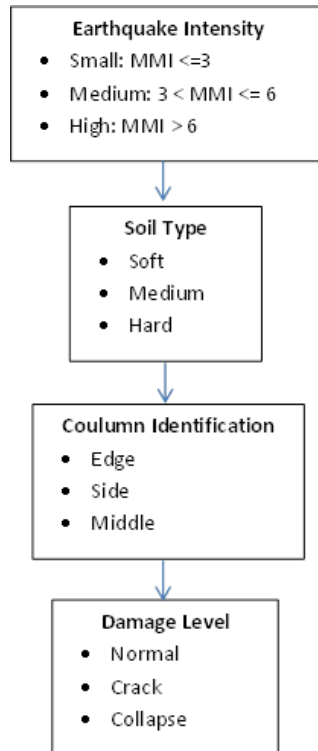 Earthquake Intensity
• Small: MMI <=3
• Medium: 3 < MMI <= 6
• High: MMI > 6
Soil Type
• Soft
• Medium
• Hard
Coulumn Identification
• Edge
• Side
• Middle
Damage Level
• Normal
• Crack
• Collapse